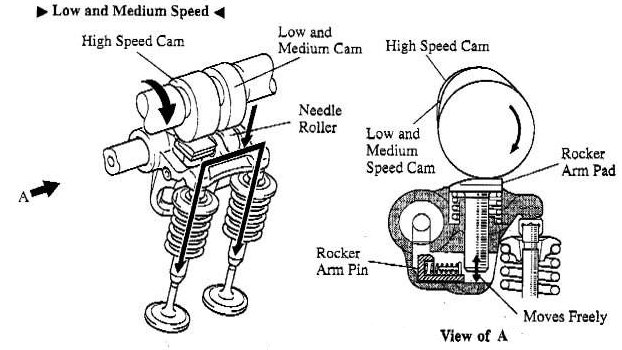 ▶ Low and Medium Speed ◀
High Speed Cam
Low and
Medium Cam
Needle
Roller
A
High Speed Cam
Low and
Medium
Speed Cam
Rocker
Arm Pad
Rocker
Arm Pin
Moves Freely
View of A